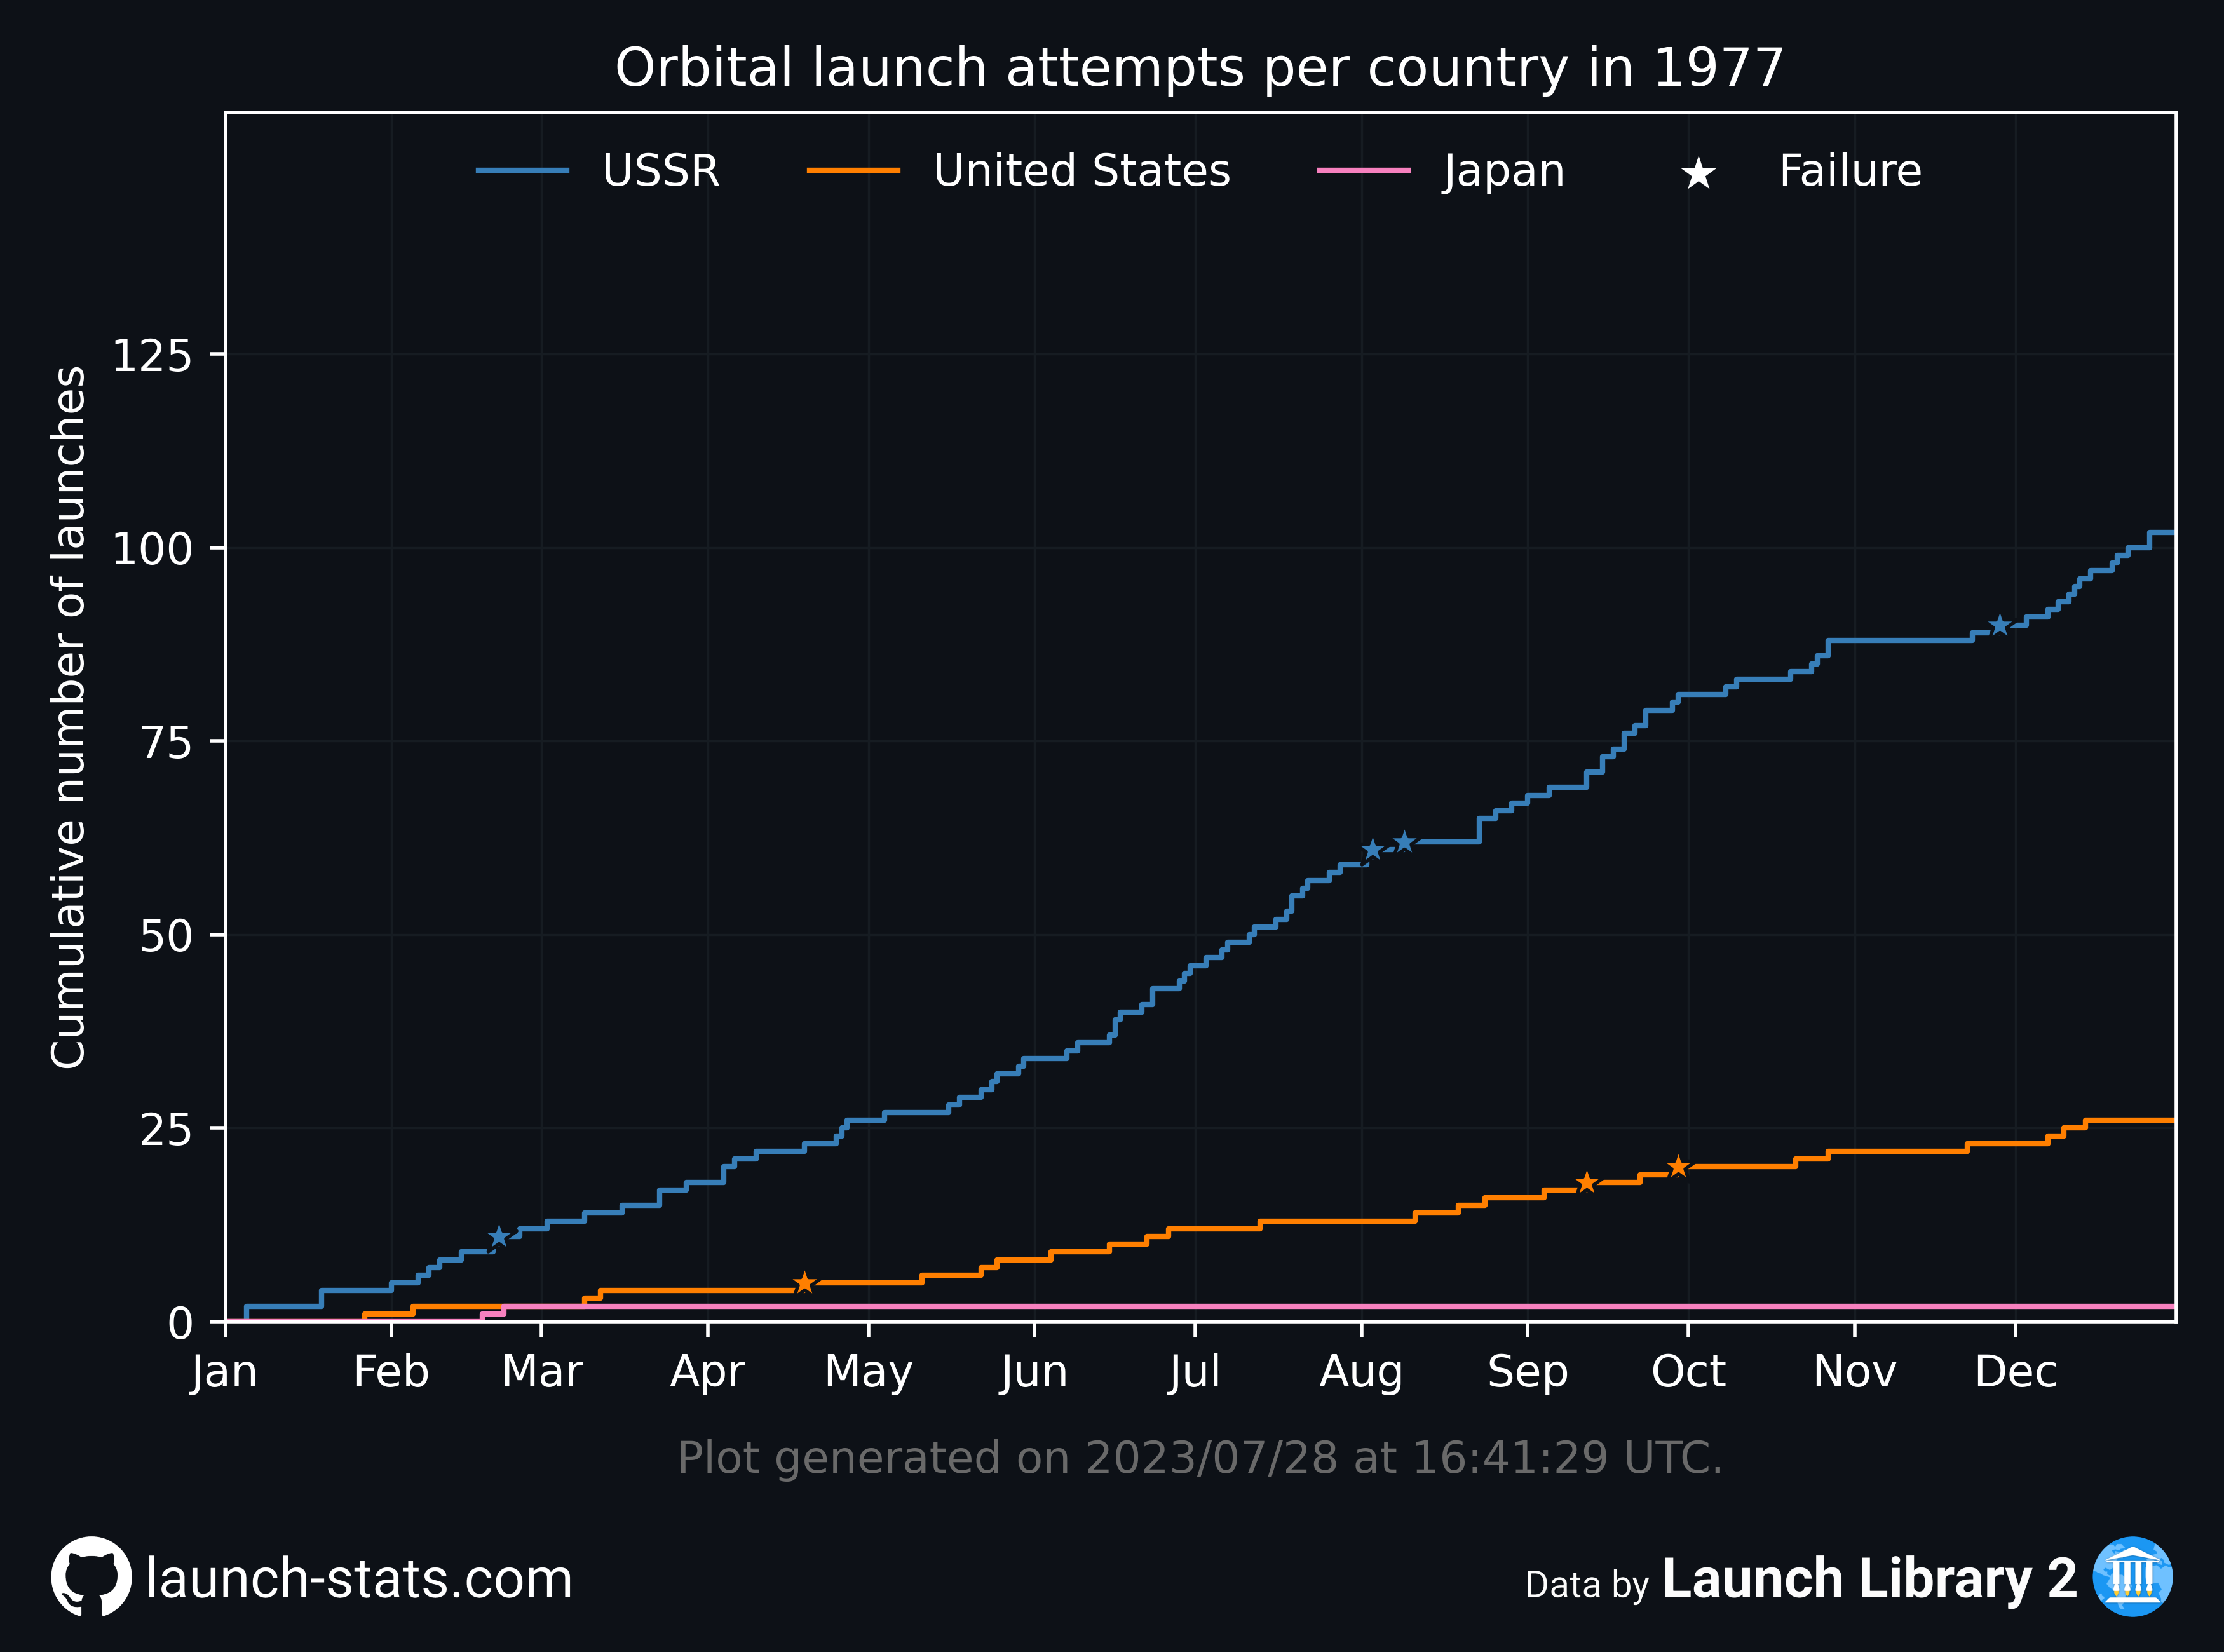 Orbital launch attempts per country in 1977
USSR United States Japan Failure
Cumulative number of launches
125
100
75
50
25
0
Jan Feb Mar Apr May Jun Jul Aug Sep Oct Nov Dec
Plot generated on 2023/07/28 at 16:41:29 UTC.
launch-stats.com
Data by Launch Library 2